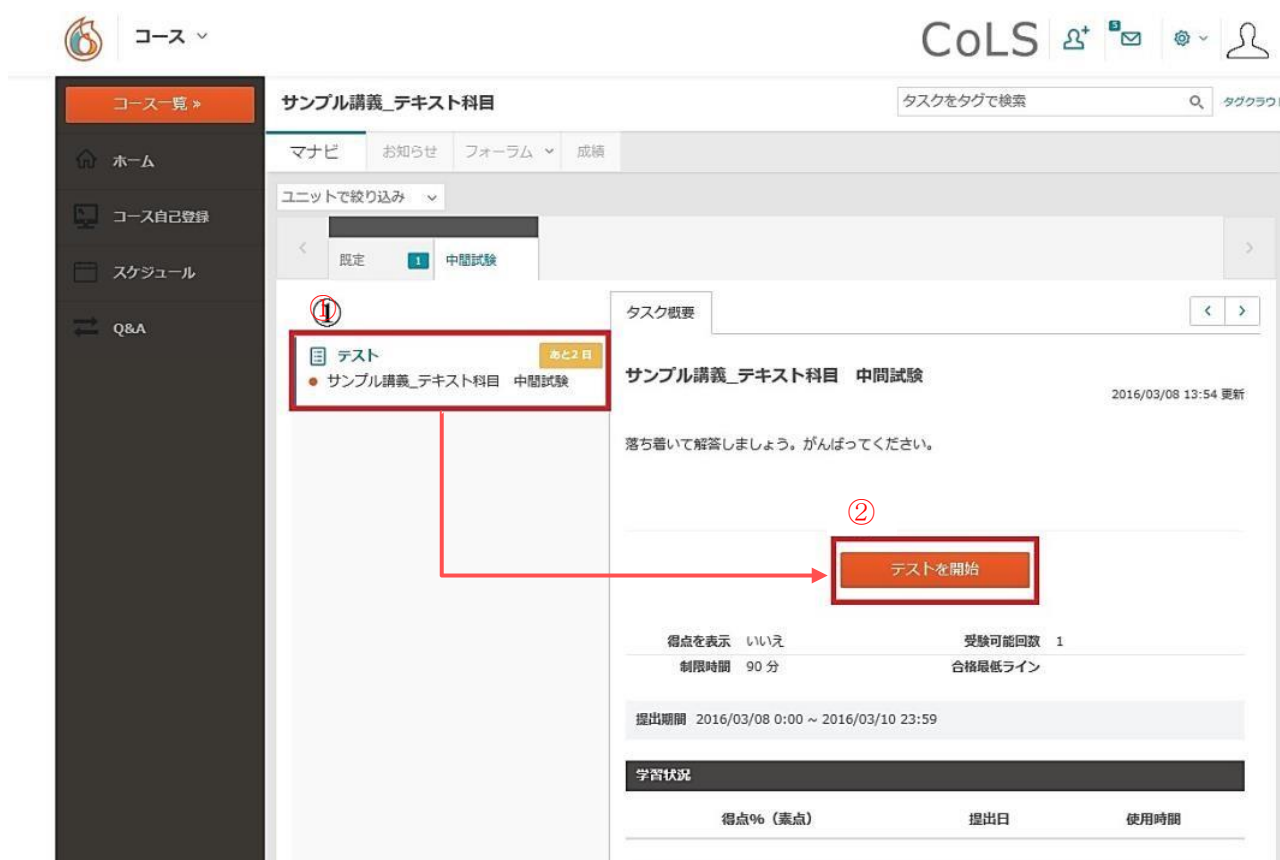 コース
CoLS
5
コース一覧 »
ホーム
コース自己登録
スケジュール
Q&A
サンプル講義_テキスト科目
タスクをタグで検索
タグクラウド
マナビ お知らせ フォーラム 成績
ユニットで絞り込み
既定 1 中間試験
①
テスト あと2日
サンプル講義_テキスト科目 中間試験
タスク概要
サンプル講義_テキスト科目 中間試験
2016/03/08 13:54 更新
落ち着いて解答しましょう。がんばってください。
②
テストを開始
得点を表示 いいえ 受験可能回数 1
制限時間 90 分 合格最低ライン
提出期間 2016/03/08 0:00 ~ 2016/03/10 23:59
学習状況
得点%（素点） 提出日 使用時間